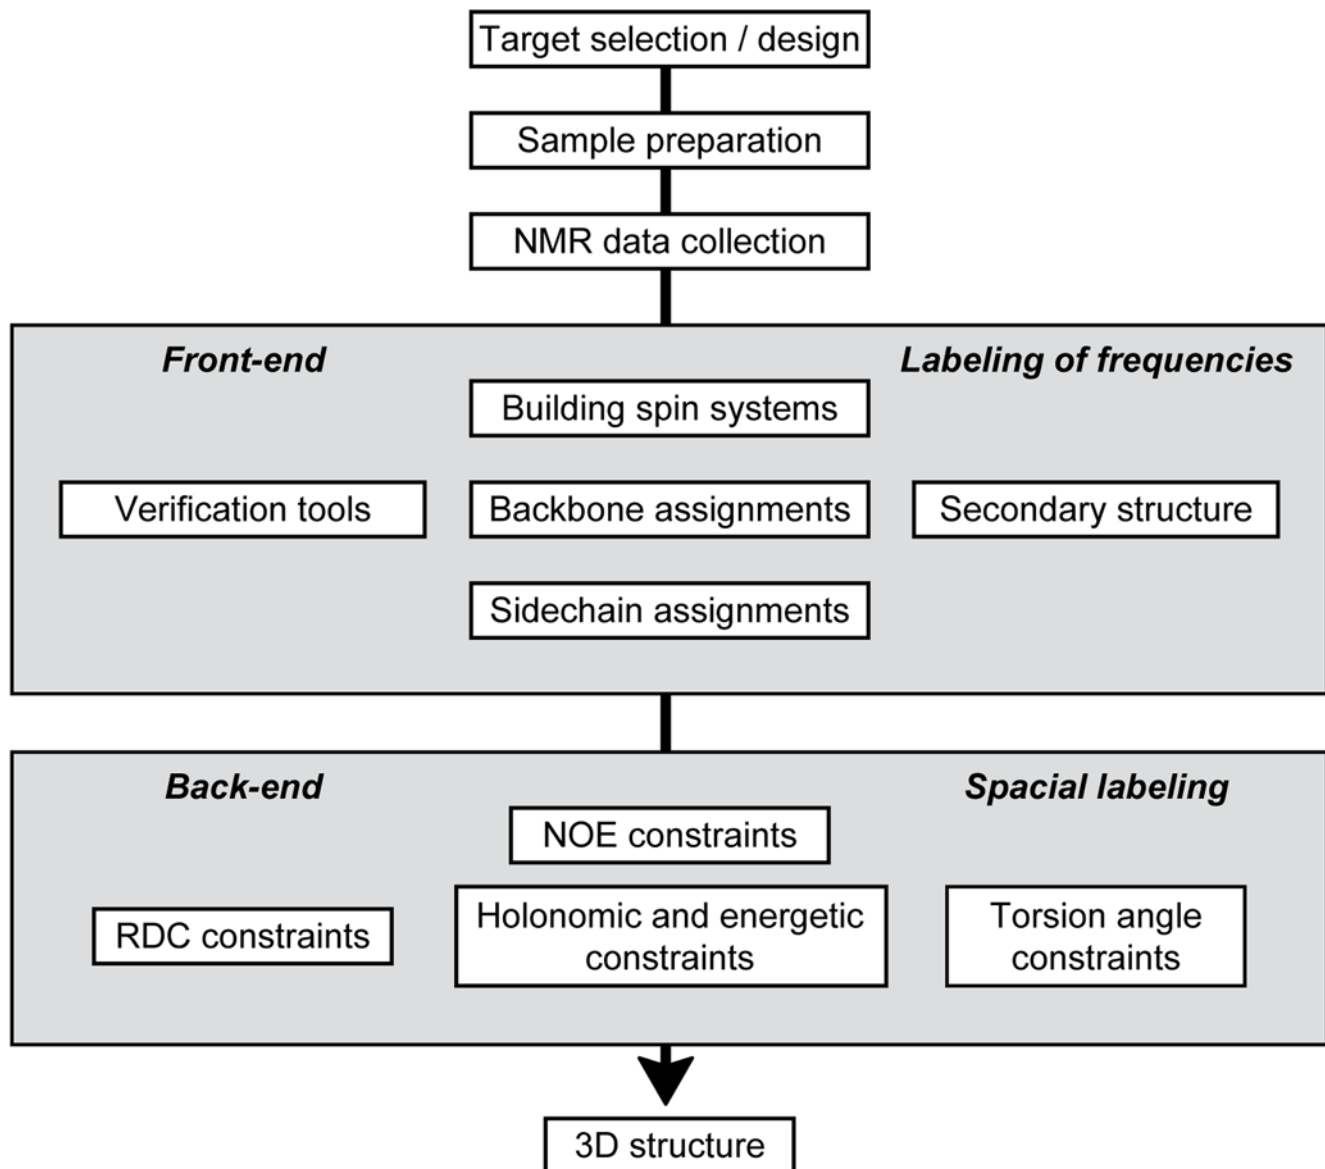 Target selection / design
Sample preparation
NMR data collection
Front-end
Labeling of frequencies
Building spin systems
Verification tools
Backbone assignments
Secondary structure
Sidechain assignments
Back-end
Spacial labeling
NOE constraints
RDC constraints
Holonomic and energetic
constraints
Torsion angle
constraints
3D structure